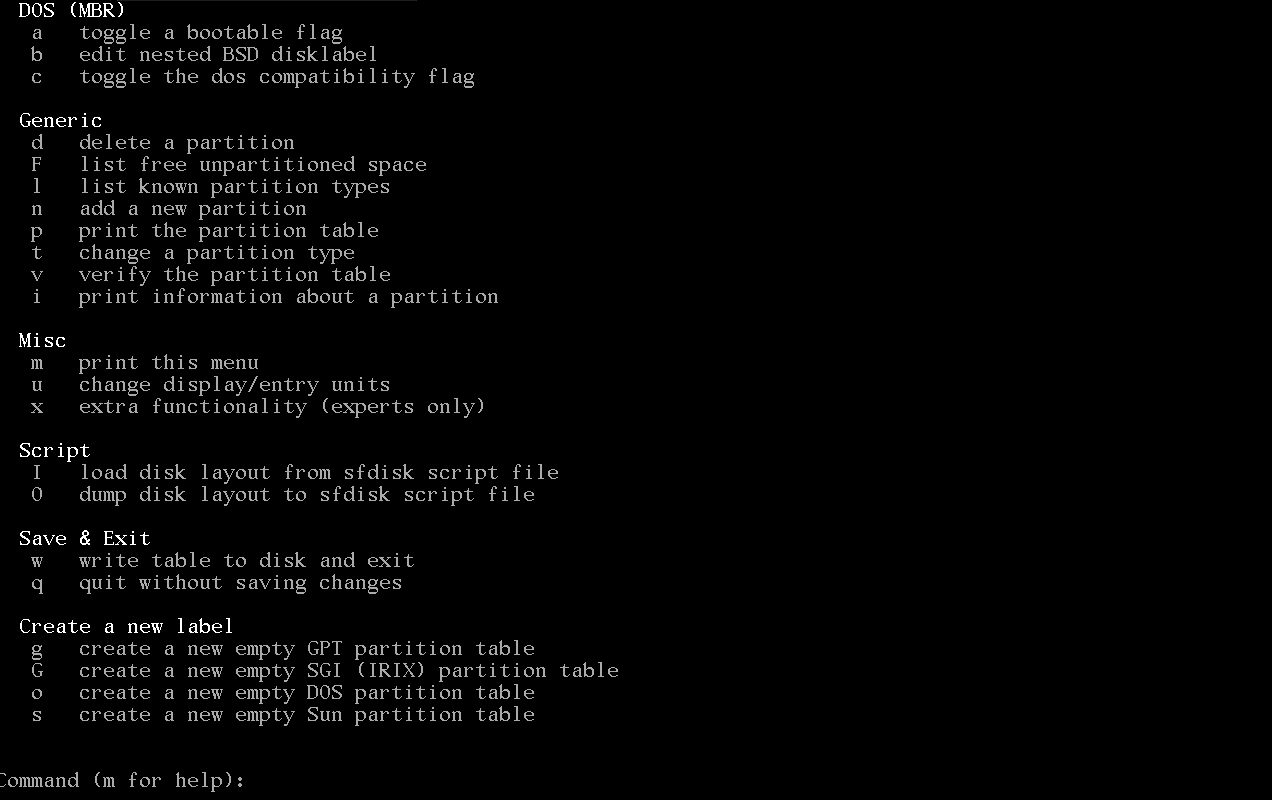 DOS (MBR)
a toggle a bootable flag
b edit nested BSD disklabel
c toggle the dos compatibility flag
Generic
d delete a partition
F list free unpartitioned space
l list known partition types
n add a new partition
p print the partition table
t change a partition type
v verify the partition table
i print information about a partition
Misc
m print this menu
u change display/entry units
x extra functionality (experts only)
Script
I load disk layout from sfdisk script file
O dump disk layout to sfdisk script file
Save & Exit
w write table to disk and exit
q quit without saving changes
Create a new label
g create a new empty GPT partition table
G create a new empty SGI (IRIX) partition table
o create a new empty DOS partition table
s create a new empty Sun partition table
Command (m for help):